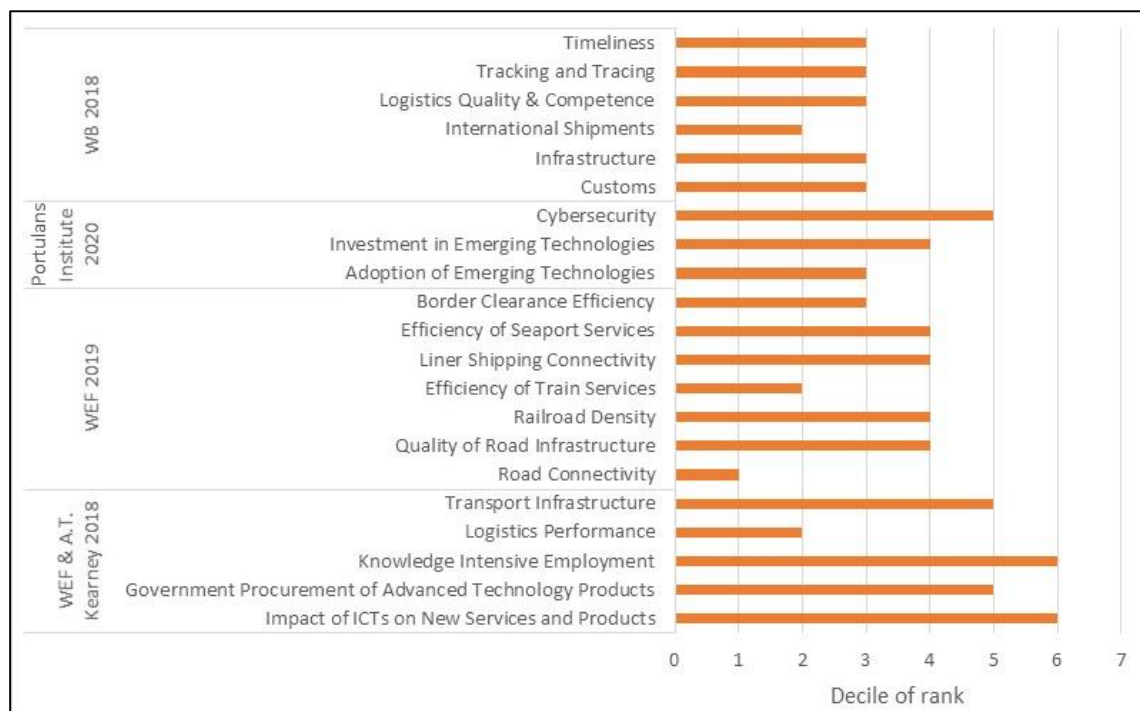 WB 2018
Timeliness
Tracking and Tracing
Logistics Quality & Competence
International Shipments
Infrastructure
Customs
Portulans
Institute
2020
Cybersecurity
Investment in Emerging Technologies
Adoption of Emerging Technologies
WEF 2019
Border Clearance Efficiency
Efficiency of Seaport Services
Liner Shipping Connectivity
Efficiency of Train Services
Railroad Density
Quality of Road Infrastructure
Road Connectivity
WEF & A.T.
Kearney 2018
Transport Infrastructure
Logistics Performance
Knowledge Intensive Employment
Government Procurement of Advanced Technology Products
Impact of ICTs on New Services and Products
0 1 2 3 4 5 6 7
Decile of rank